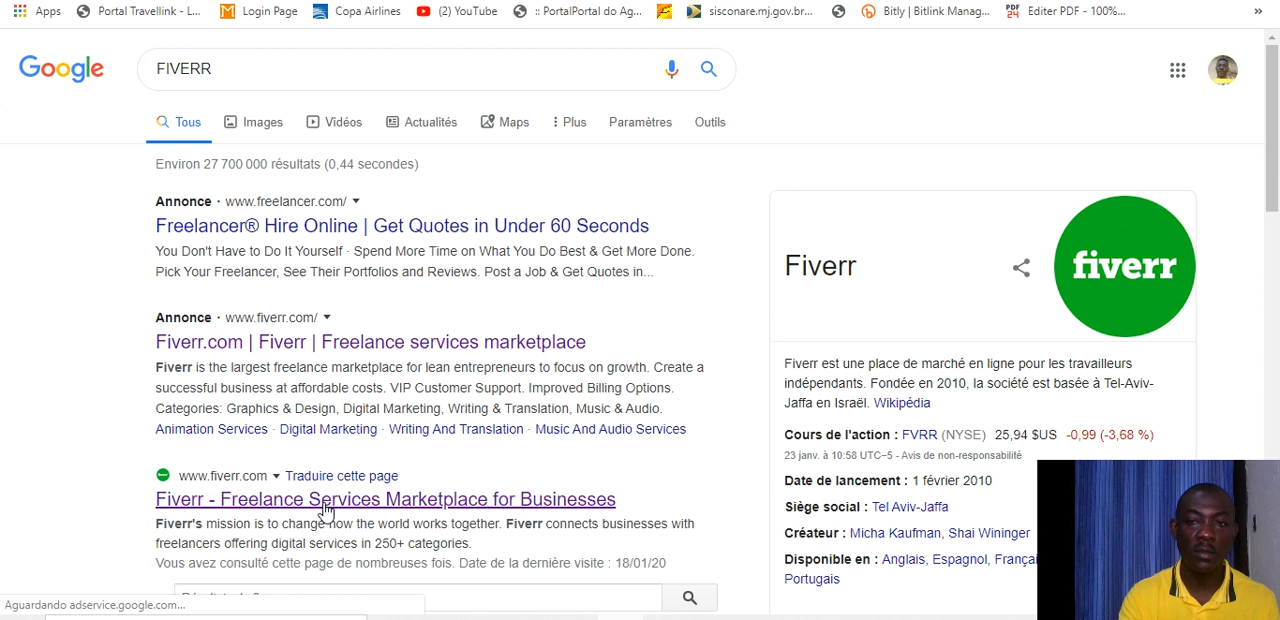 Apps Portal Travellink - L... Login Page Copa Airlines (2) YouTube :: PortalPortal do Ag... sisconare.mj.gov.br... Bitly | Bitlink Manag... PDF 24 Editer PDF - 100%... »
Google FIVERR
Tous Images Vidéos Actualités Maps Plus Paramètres Outils
Environ 27 700 000 résultats (0,44 secondes)
Annonce · www.freelancer.com/
Freelancer® Hire Online | Get Quotes in Under 60 Seconds
You Don't Have to Do It Yourself · Spend More Time on What You Do Best & Get More Done.
Pick Your Freelancer, See Their Portfolios and Reviews. Post a Job & Get Quotes in...
Annonce · www.fiverr.com/
Fiverr.com | Fiverr | Freelance services marketplace
Fiverr is the largest freelance marketplace for lean entrepreneurs to focus on growth. Create a
successful business at affordable costs. VIP Customer Support. Improved Billing Options.
Categories: Graphics & Design, Digital Marketing, Writing & Translation, Music & Audio.
Animation Services · Digital Marketing · Writing And Translation · Music And Audio Services
www.fiverr.com Traduire cette page
Fiverr - Freelance Services Marketplace for Businesses
Fiverr's mission is to change how the world works together. Fiverr connects businesses with
freelancers offering digital services in 250+ categories.
Vous avez consulté cette page de nombreuses fois. Date de la dernière visite : 18/01/20
Aguardando adservice.google.com...
Fiverr
fiverr
Fiverr est une place de marché en ligne pour les travailleurs
indépendants. Fondée en 2010, la société est basée à Tel-Aviv-
Jaffa en Israël. Wikipédia
Cours de l'action : FVRR (NYSE) 25,94 $US -0,99 (-3,68 %)
23 janv. à 10:58 UTC−5 - Avis de non-responsabilité
Date de lancement : 1 février 2010
Siège social : Tel Aviv-Jaffa
Créateur : Micha Kaufman, Shai Wininger
Disponible en : Anglais, Espagnol, Françai
Portugais